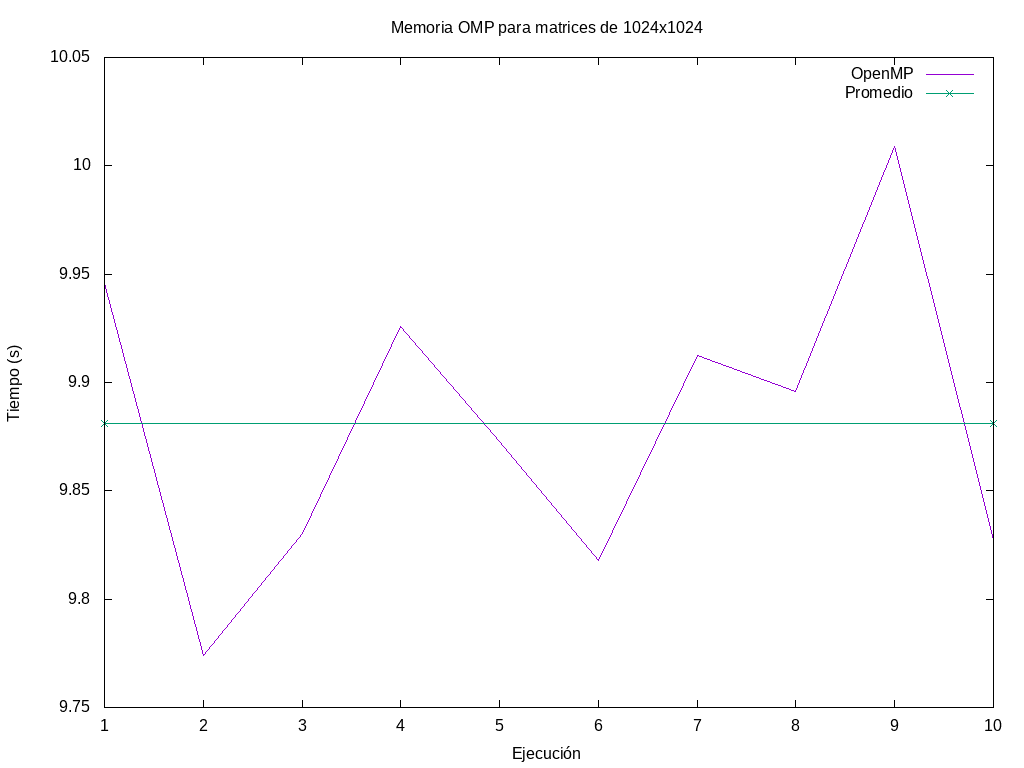 Memoria OMP para matrices de 1024x1024
10.05
10
9.95
9.9
9.85
9.8
9.75
Tiempo (s)
OpenMP
Promedio
1 2 3 4 5 6 7 8 9 10
Ejecución